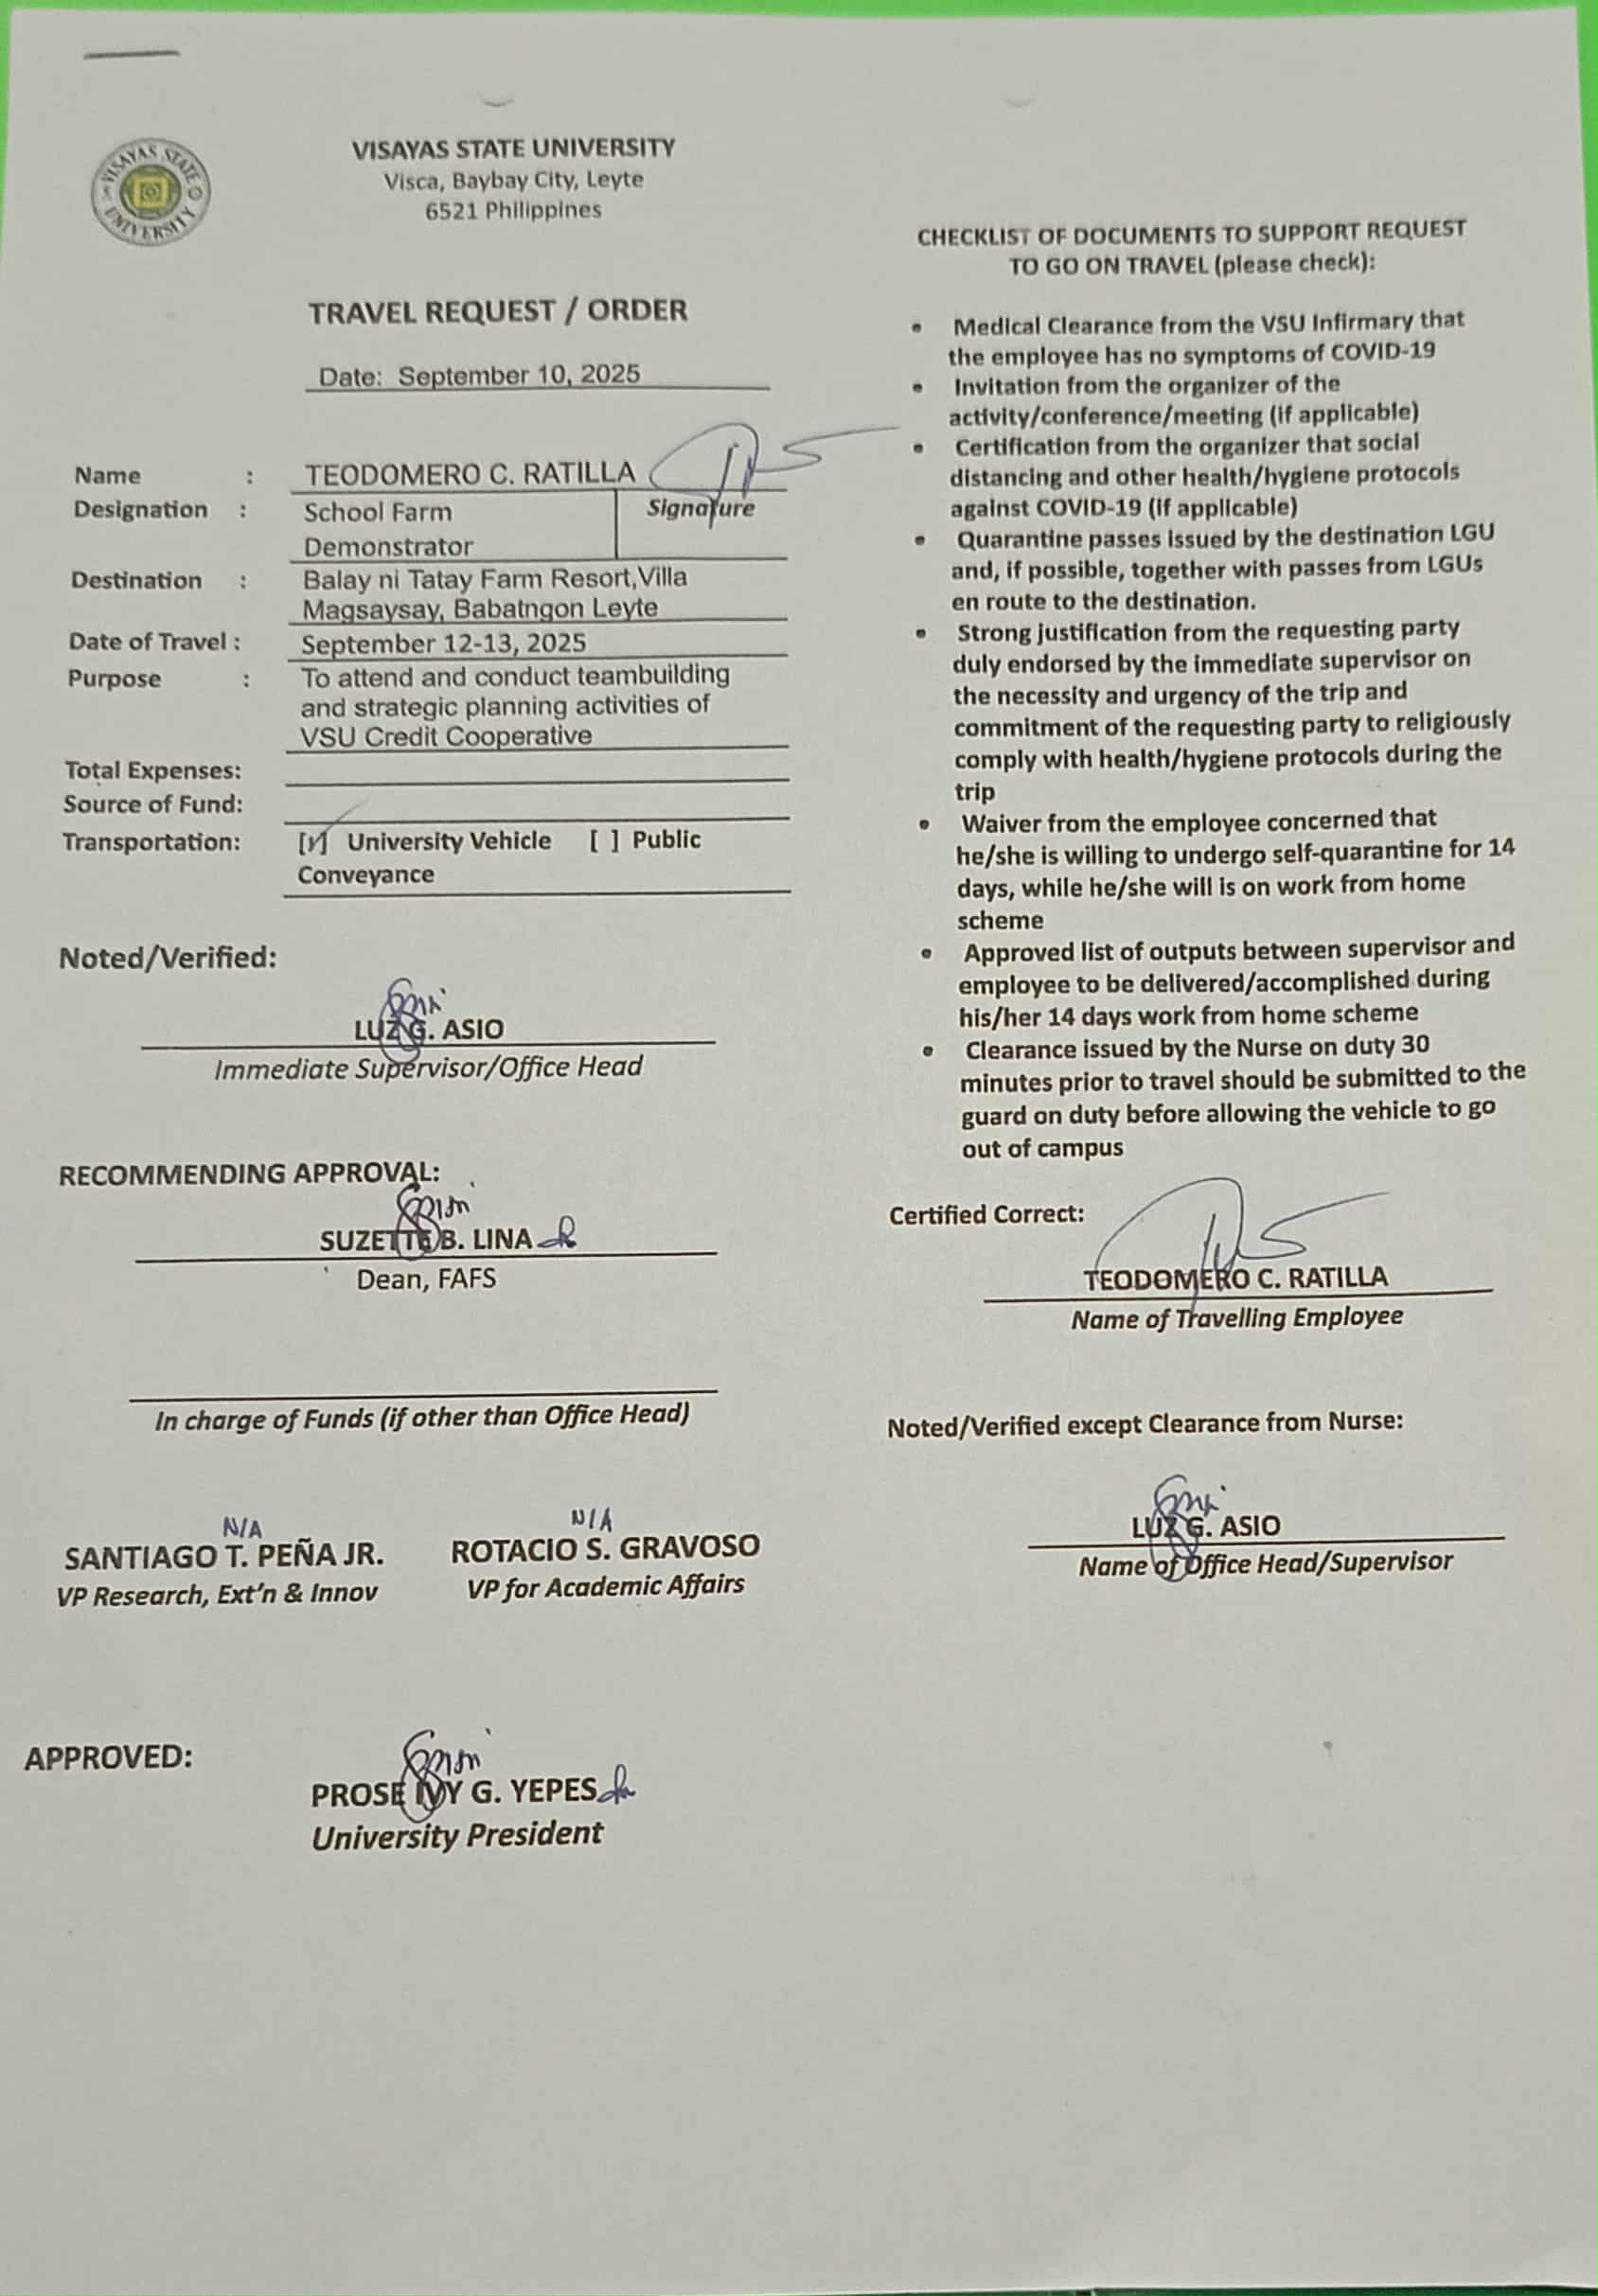 VISAYAS STATE UNIVERSITY
VISAYAS STATE UNIVERSITY
Visca, Baybay City, Leyte
6521 Philippines
TRAVEL REQUEST / ORDER
Date: September 10, 2025
Name : TEODOMERO C. RATILLA
Designation : School Farm Signature
Demonstrator
Destination : Balay ni Tatay Farm Resort,Villa
Magsaysay, Babatngon Leyte
Date of Travel : September 12-13, 2025
Purpose : To attend and conduct teambuilding
and strategic planning activities of
VSU Credit Cooperative
Total Expenses:
Source of Fund:
Transportation: [✓] University Vehicle [ ] Public
Conveyance
Noted/Verified:
LUZ G. ASIO
Immediate Supervisor/Office Head
RECOMMENDING APPROVAL:
SUZETTE B. LINA
Dean, FAFS
In charge of Funds (if other than Office Head)
N/A N/A
SANTIAGO T. PEÑA JR. ROTACIO S. GRAVOSO
VP Research, Ext'n & Innov VP for Academic Affairs
APPROVED:
PROSE IVY G. YEPES
University President
CHECKLIST OF DOCUMENTS TO SUPPORT REQUEST
TO GO ON TRAVEL (please check):
• Medical Clearance from the VSU Infirmary that
the employee has no symptoms of COVID-19
• Invitation from the organizer of the
activity/conference/meeting (if applicable)
• Certification from the organizer that social
distancing and other health/hygiene protocols
against COVID-19 (if applicable)
• Quarantine passes issued by the destination LGU
and, if possible, together with passes from LGUs
en route to the destination.
• Strong justification from the requesting party
duly endorsed by the immediate supervisor on
the necessity and urgency of the trip and
commitment of the requesting party to religiously
comply with health/hygiene protocols during the
trip
• Waiver from the employee concerned that
he/she is willing to undergo self-quarantine for 14
days, while he/she will is on work from home
scheme
• Approved list of outputs between supervisor and
employee to be delivered/accomplished during
his/her 14 days work from home scheme
• Clearance issued by the Nurse on duty 30
minutes prior to travel should be submitted to the
guard on duty before allowing the vehicle to go
out of campus
Certified Correct:
TEODOMERO C. RATILLA
Name of Travelling Employee
Noted/Verified except Clearance from Nurse:
LUZ G. ASIO
Name of Office Head/Supervisor